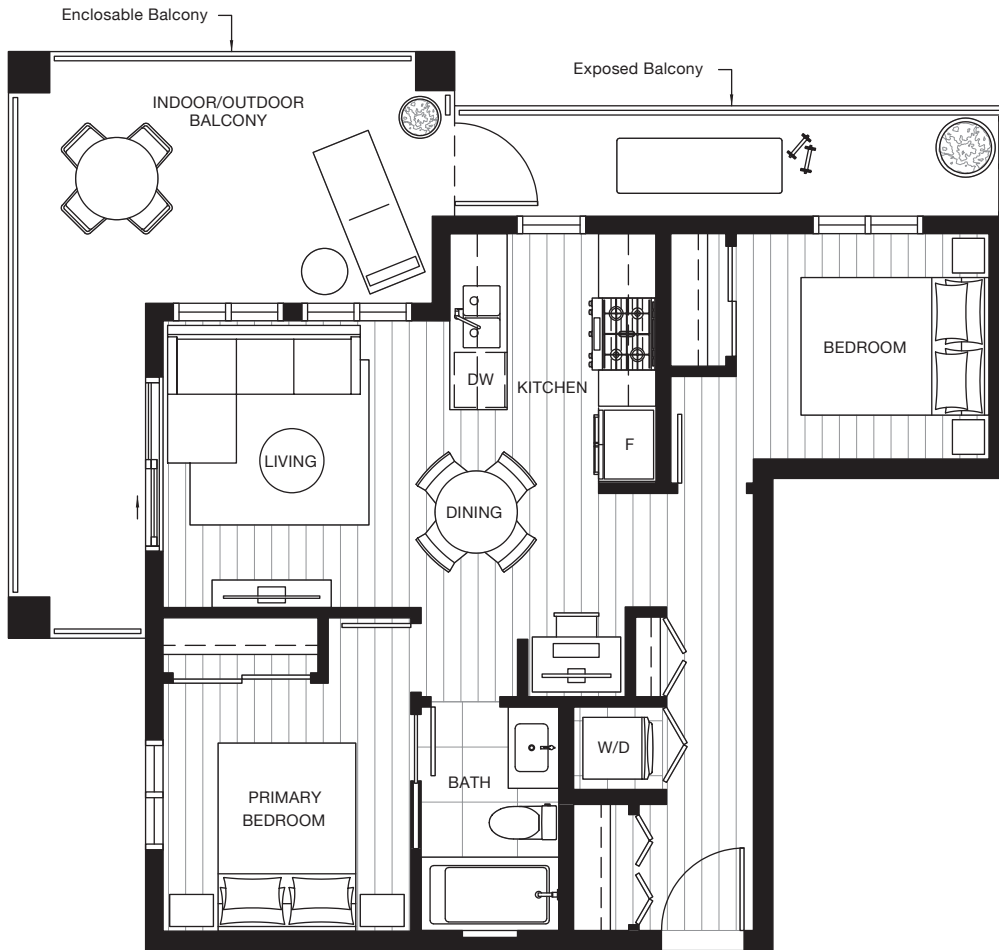 Enclosable Balcony
Exposed Balcony
INDOOR/OUTDOOR
BALCONY
BEDROOM
DW
KITCHEN
F
LIVING
DINING
W/D
BATH
PRIMARY
BEDROOM